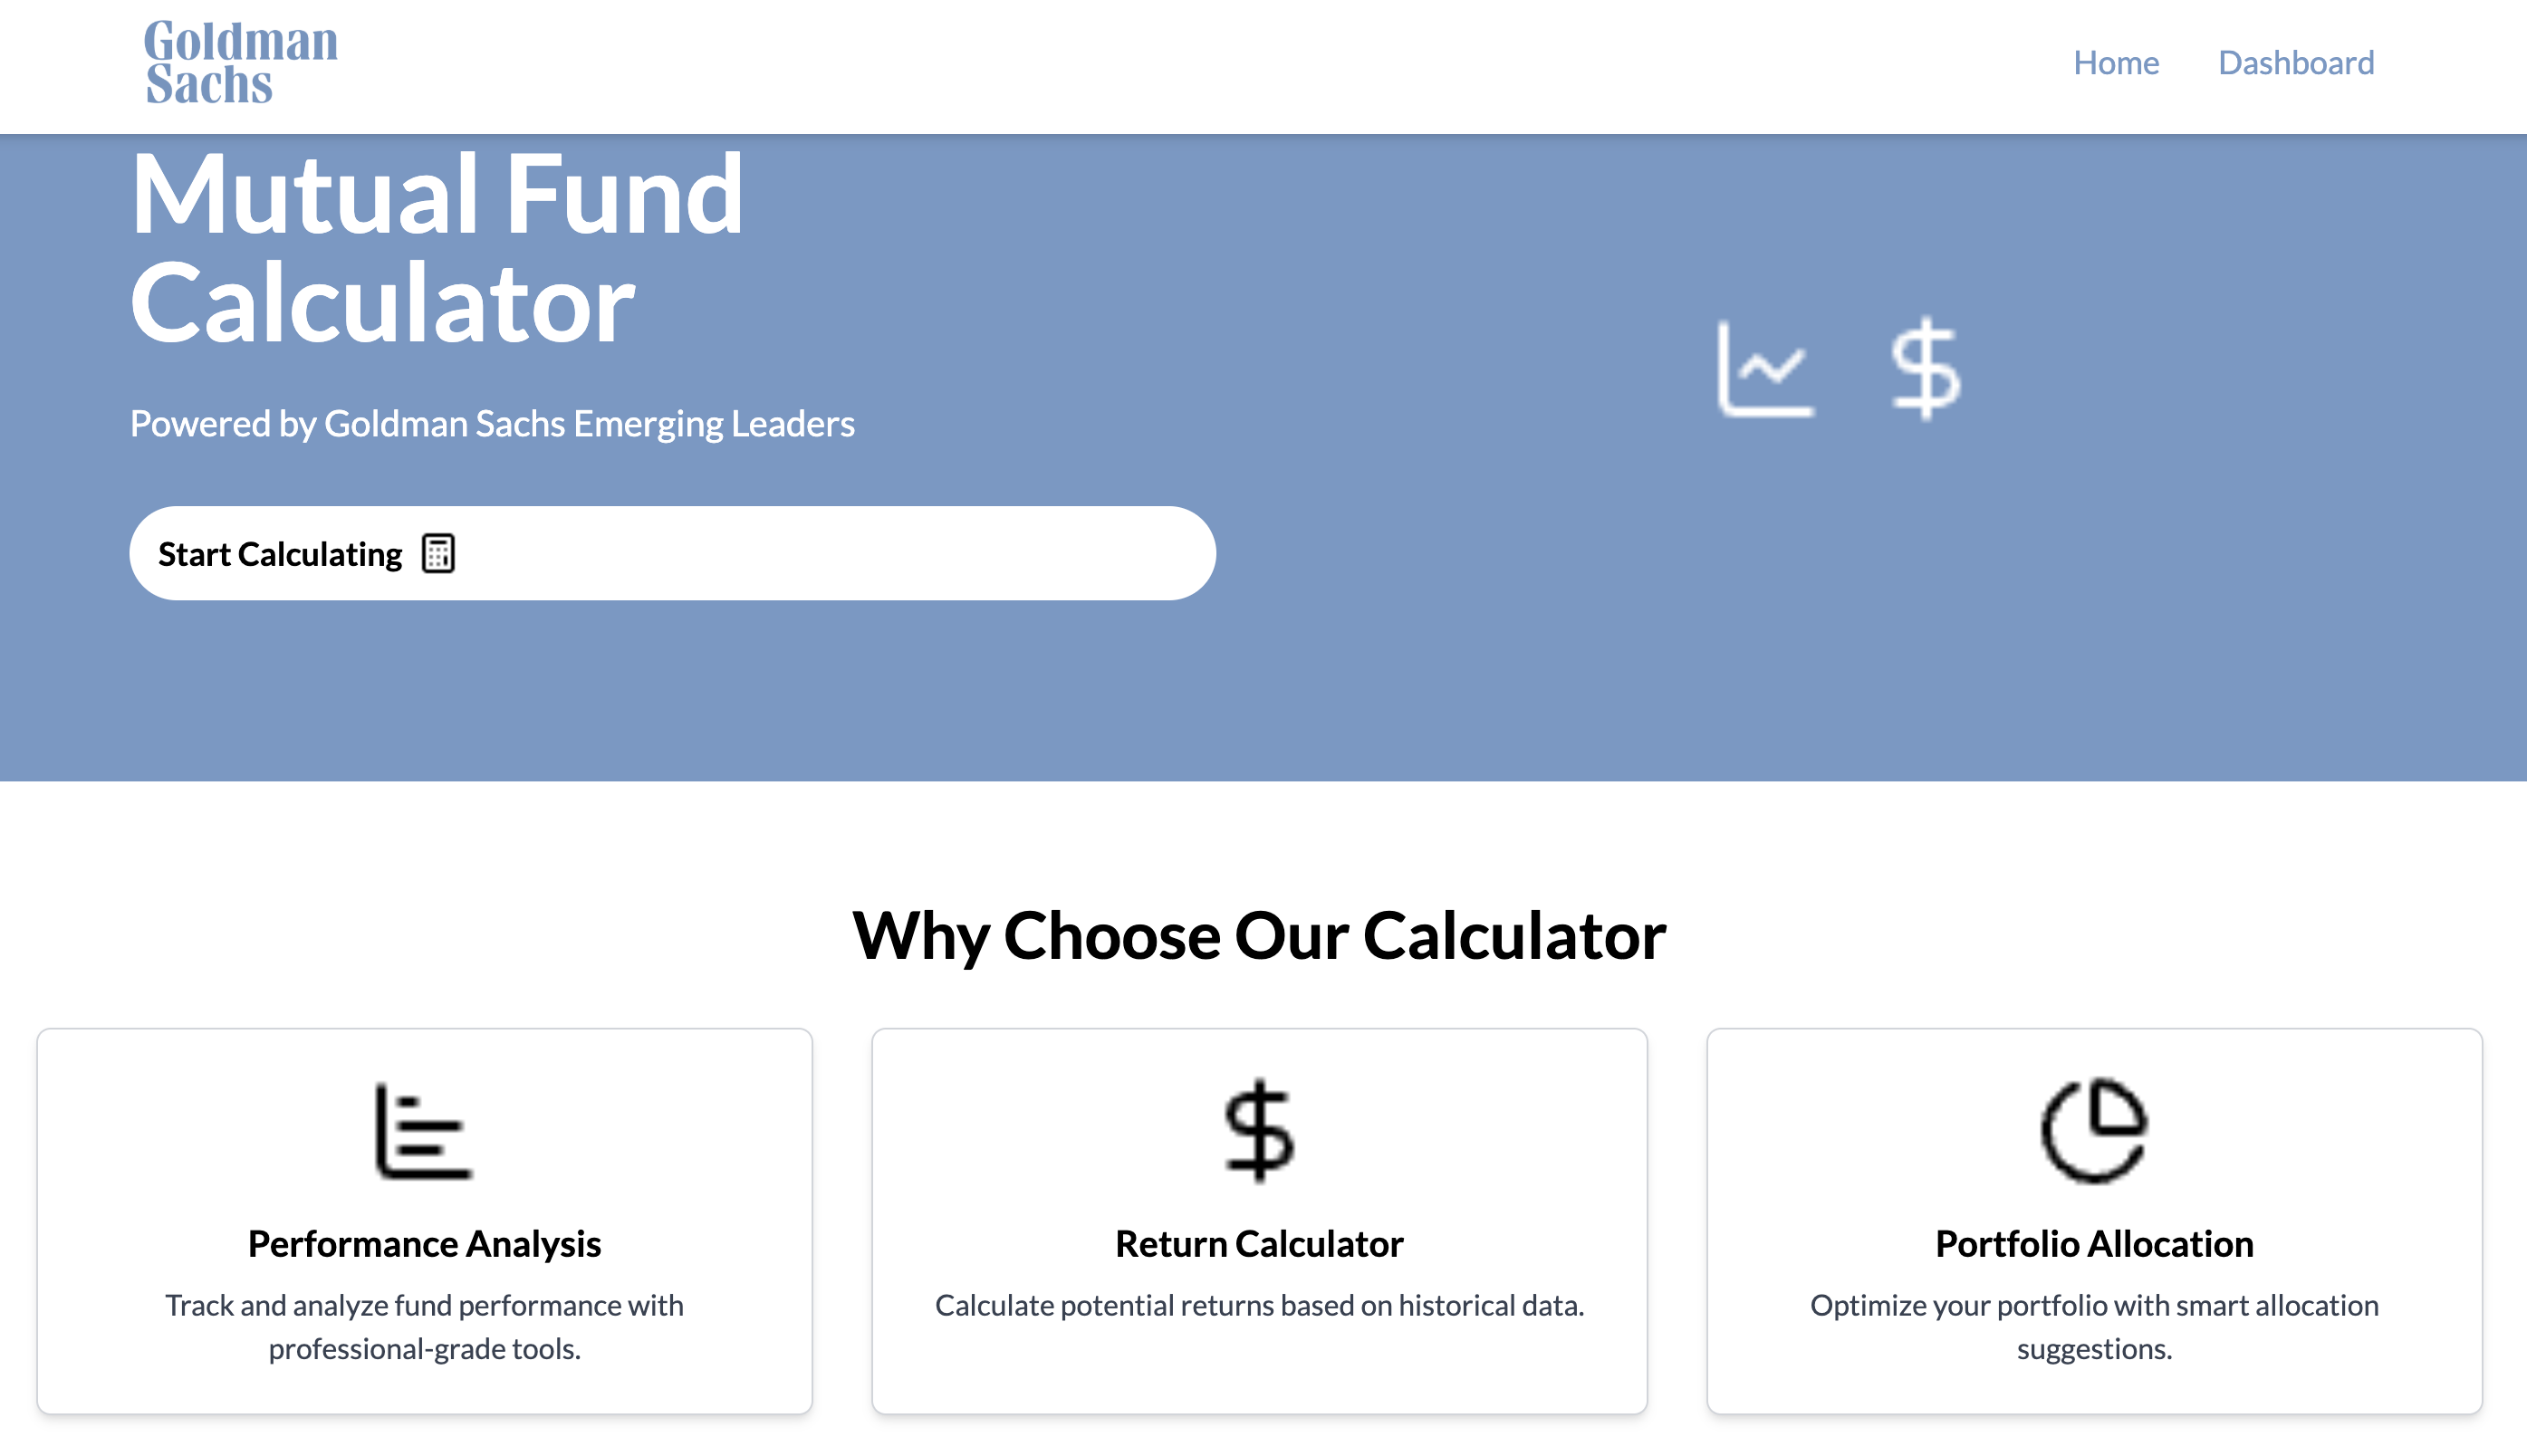 Goldman
Sachs
Home
Dashboard
Mutual Fund
Calculator
Powered by Goldman Sachs Emerging Leaders
Start Calculating
Why Choose Our Calculator
Performance Analysis
Track and analyze fund performance with
professional-grade tools.
Return Calculator
Calculate potential returns based on historical data.
Portfolio Allocation
Optimize your portfolio with smart allocation
suggestions.